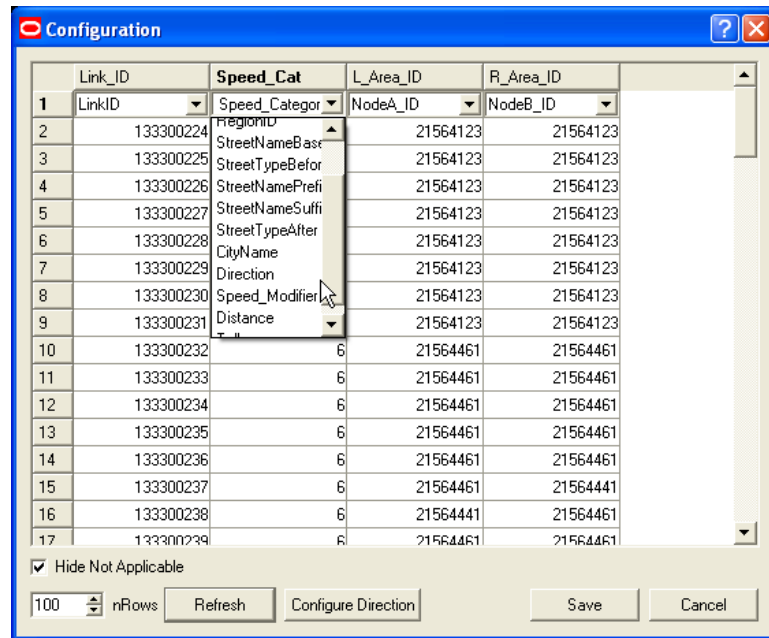 Configuration
Link_ID Speed_Cat L_Area_ID R_Area_ID
1 LinkID Speed_Categor NodeA_ID NodeB_ID
2 133300224 RegionID 21564123 21564123
StreetNameBase
3 133300225 StreetTypeBefor 21564123 21564123
4 133300226 StreetNamePrefi 21564123 21564123
5 133300227 StreetNameSuffi 21564123 21564123
6 133300228 StreetTypeAfter 21564123 21564123
7 133300229 CityName 21564123 21564123
Direction
8 133300230 Speed_Modifier 21564123 21564123
9 133300231 Distance 21564123 21564123
10 133300232 6 21564461 21564461
11 133300233 6 21564461 21564461
12 133300234 6 21564461 21564461
13 133300235 6 21564461 21564461
14 133300236 6 21564461 21564461
15 133300237 6 21564461 21564441
16 133300238 6 21564441 21564461
17 133300239 6 21564461 21564461
Hide Not Applicable
100 nRows Refresh Configure Direction Save Cancel